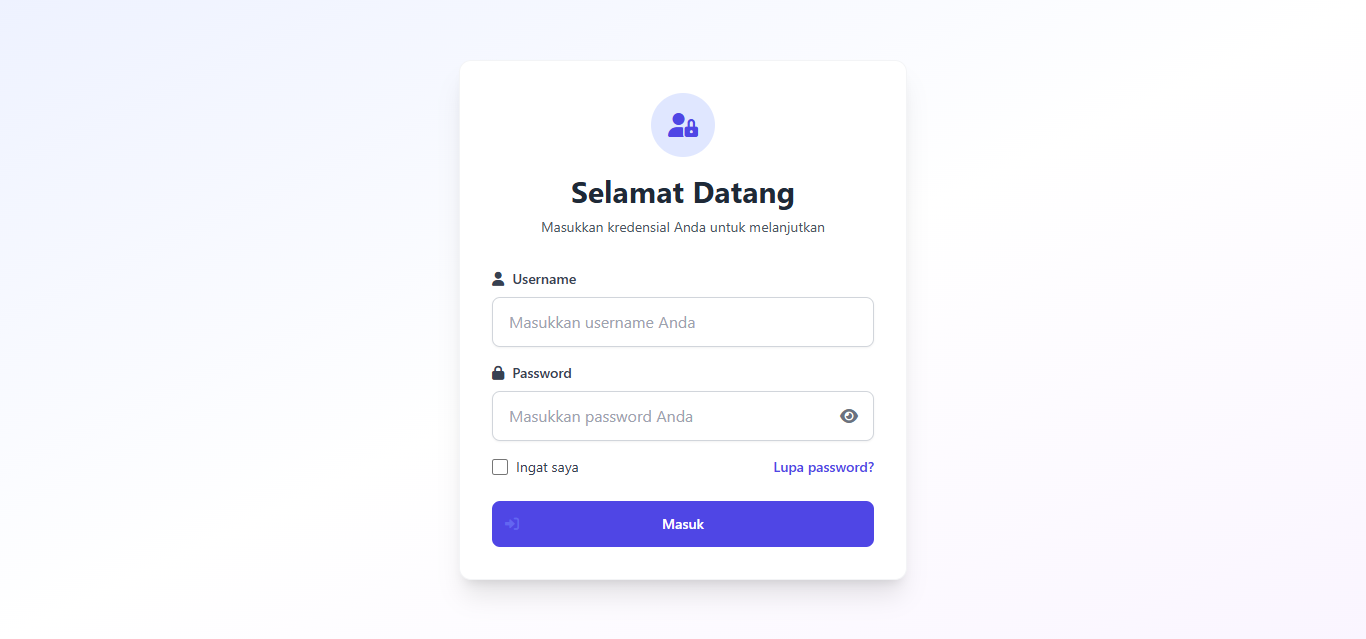 Selamat Datang
Masukkan kredensial Anda untuk melanjutkan
Username
Masukkan username Anda
Password
Masukkan password Anda
Ingat saya
Lupa password?
Masuk